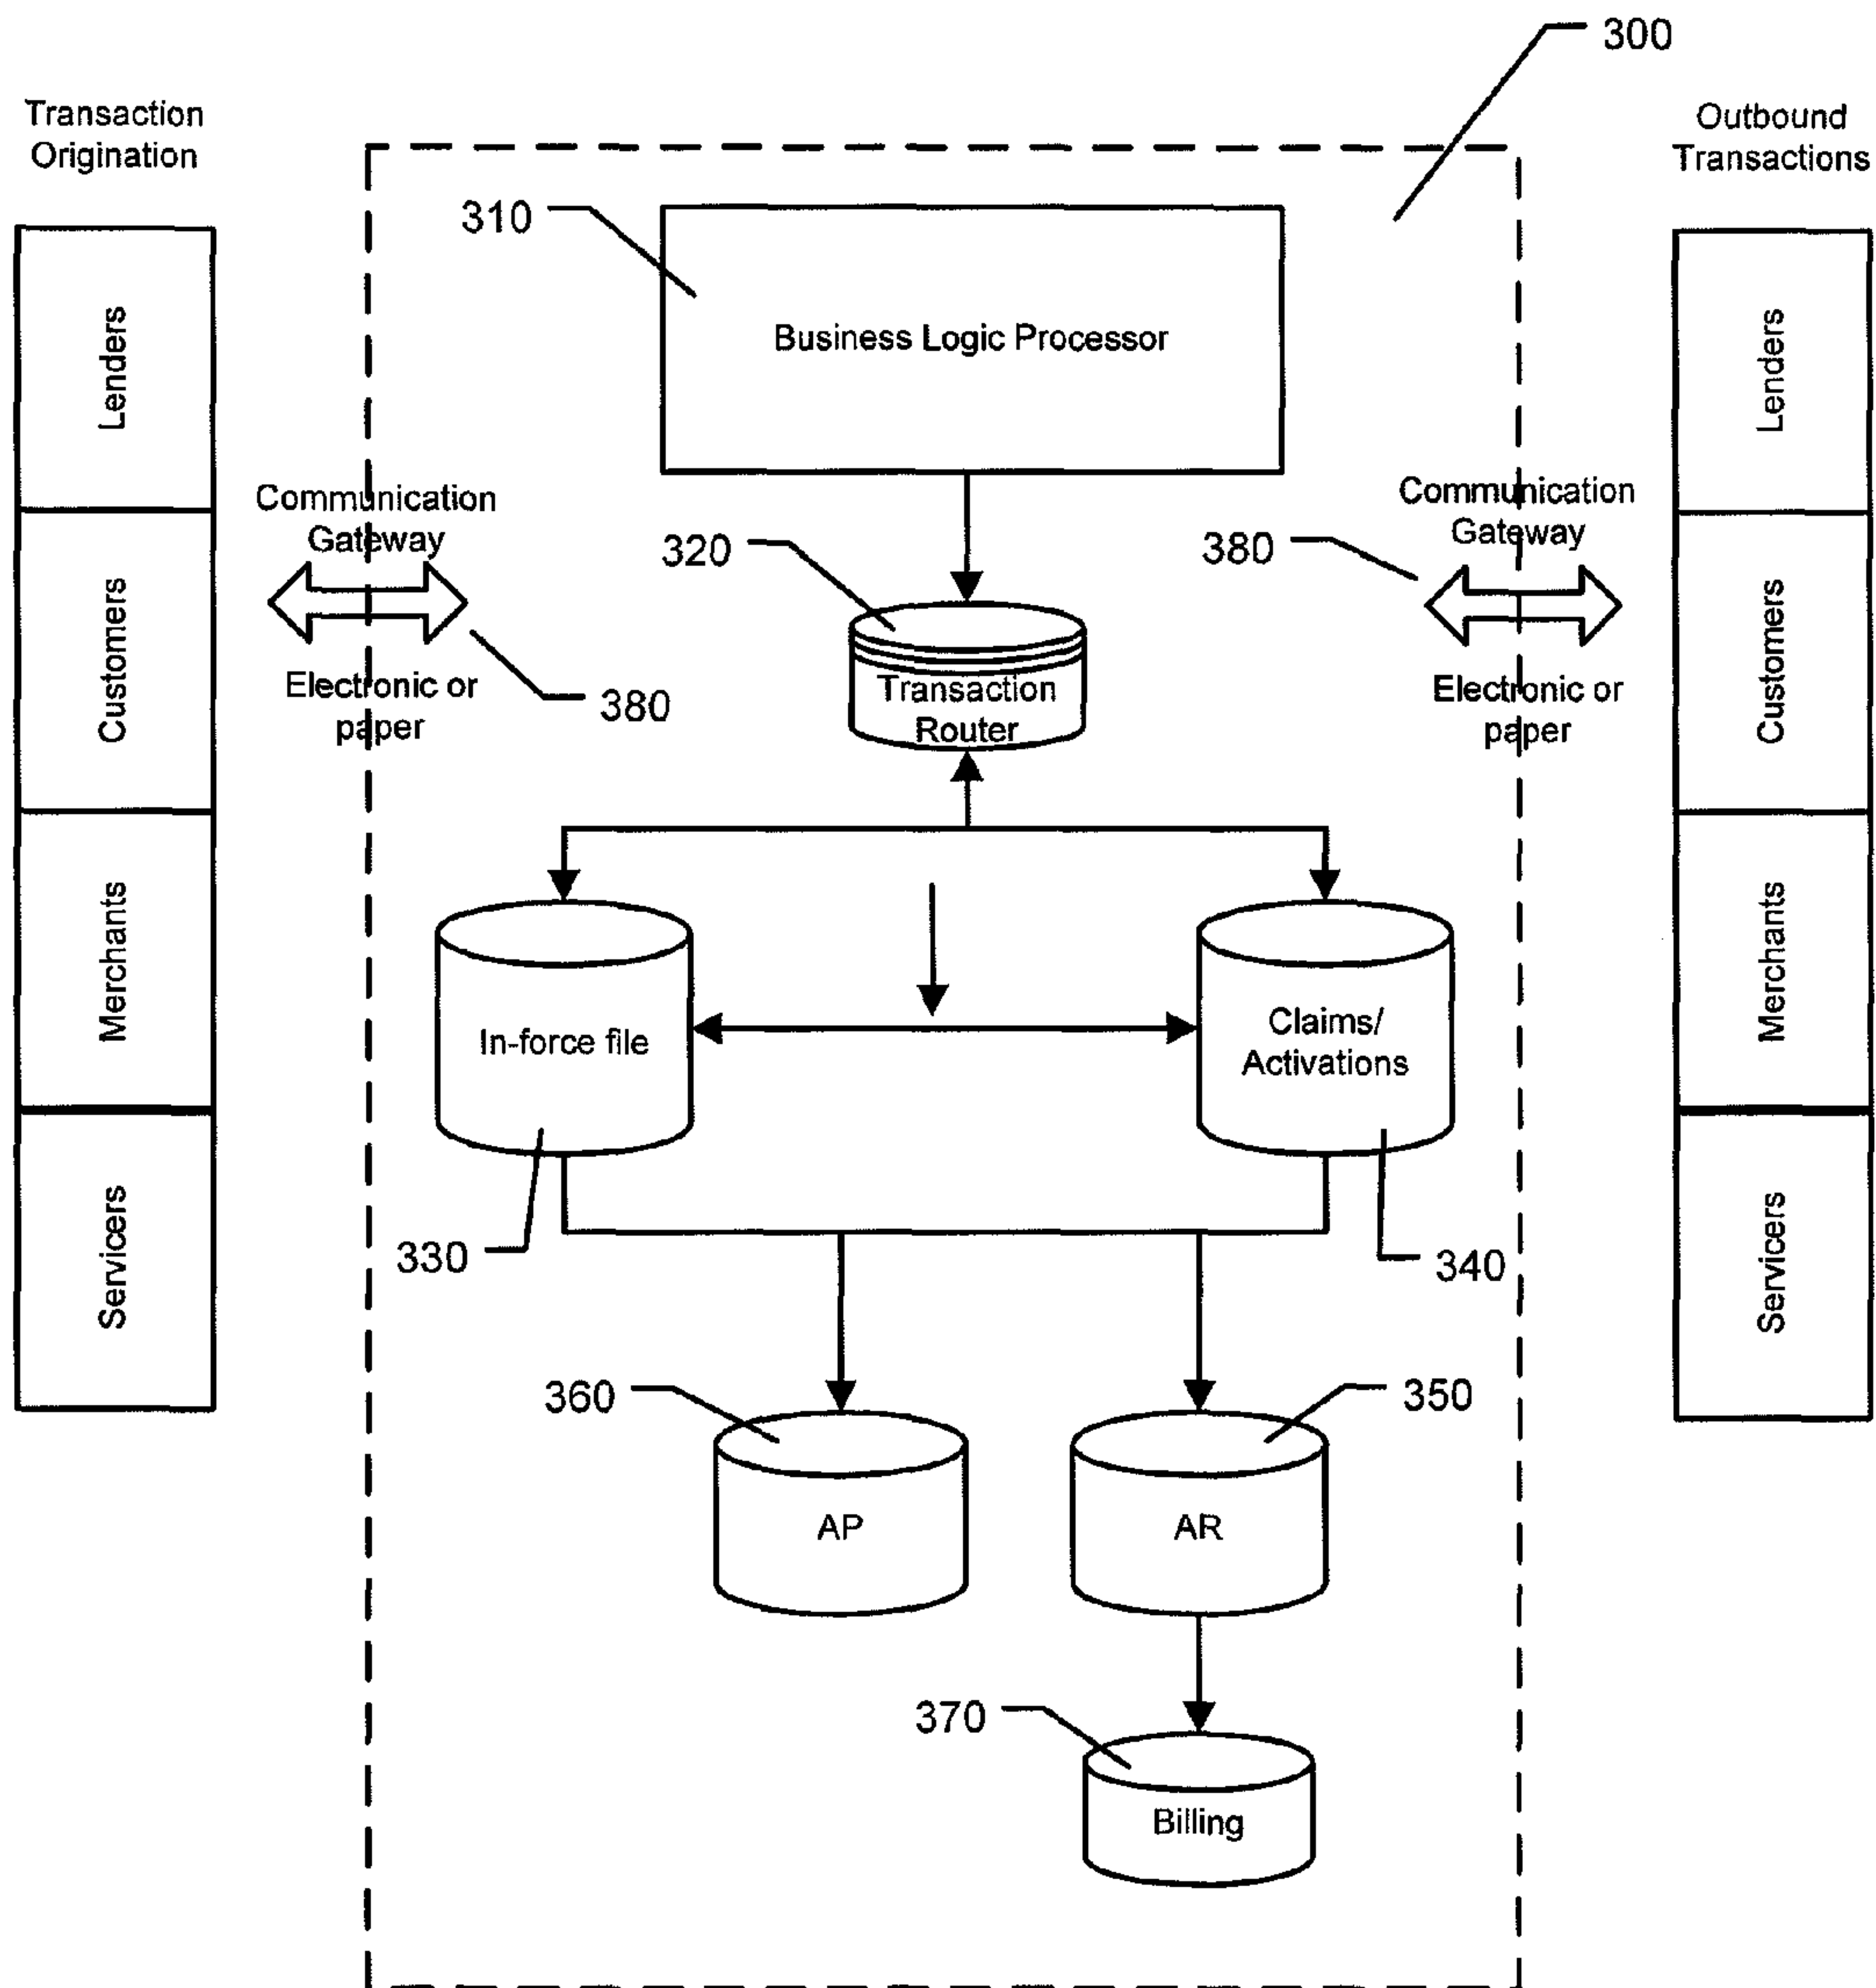 300
Transaction
Origination
Outbound
Transactions
310
Business Logic Processor
Lenders
Customers
Merchants
Servicers
Communication
Gateway
Electronic or
paper
380
320
Transaction
Router
380
Communication
Gateway
Electronic or
paper
Lenders
Customers
Merchants
Servicers
In-force file
Claims/
Activations
330
340
360
350
AP
AR
370
Billing